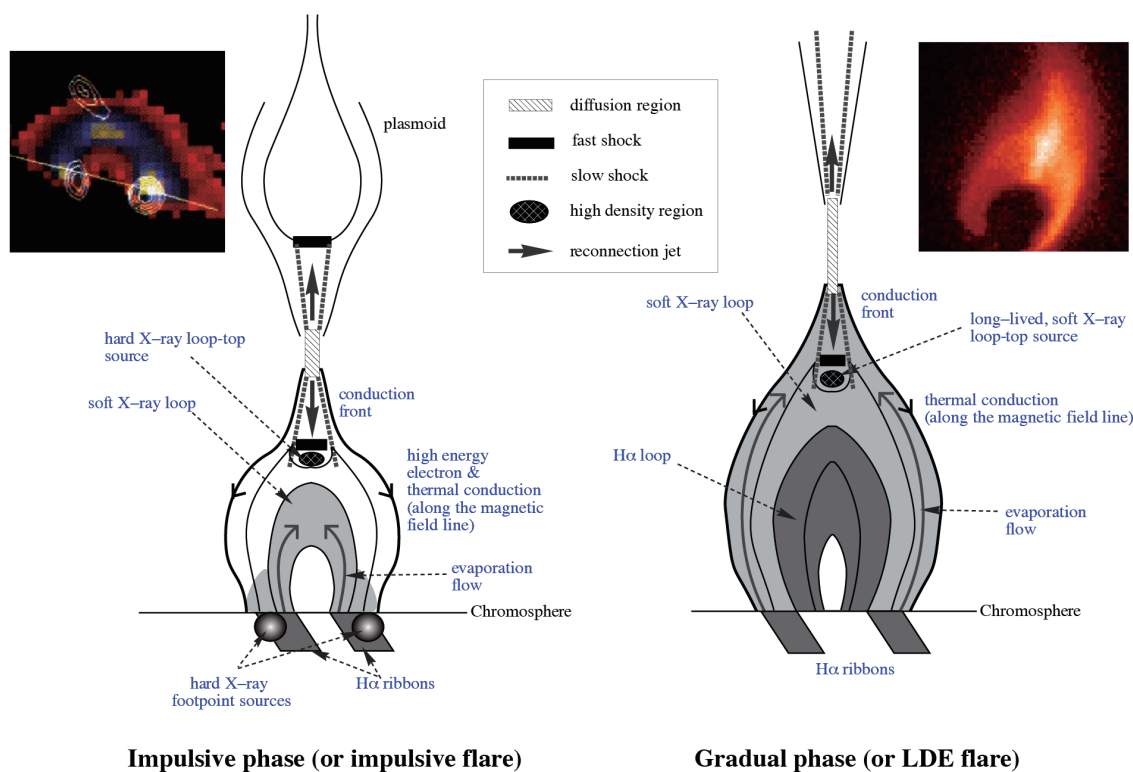 plasmoid
diffusion region
fast shock
slow shock
high density region
reconnection jet
hard X–ray loop-top
source
soft X–ray loop
conduction
front
high energy
electron &
thermal conduction
(along the magnetic
field line)
evaporation
flow
Chromosphere
hard X–ray
footpoint sources
Hα ribbons
Impulsive phase (or impulsive flare)
soft X–ray loop
conduction
front
long–lived, soft X–ray
loop-top source
thermal conduction
(along the magnetic field line)
Hα loop
evaporation
flow
Chromosphere
Hα ribbons
Gradual phase (or LDE flare)